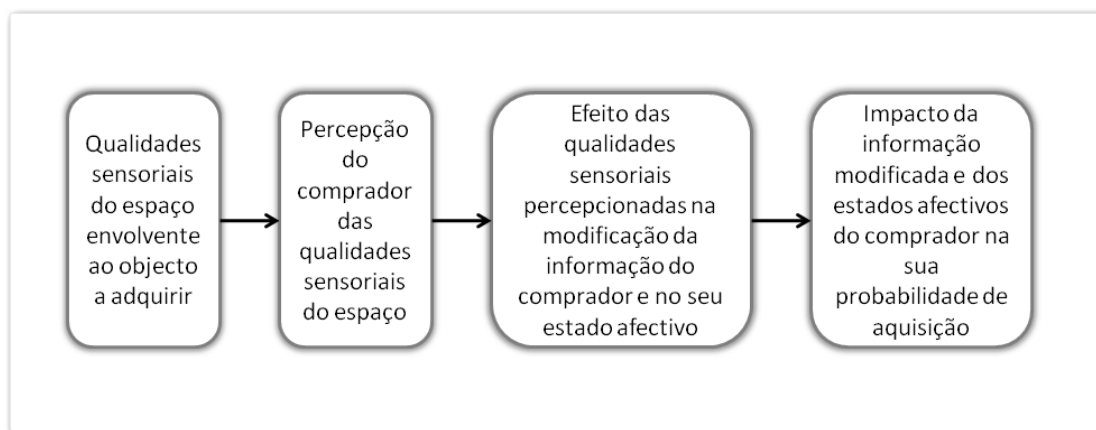 Qualidades
sensoriais
do espaço
envolvente
ao objecto
a adquirir
Percepção
do
comprador
das
qualidades
sensoriais
do espaço
Efeito das
qualidades
sensoriais
percepcionadas na
modificação da
informação do
comprador e no seu
estado afectivo
Impacto da
informação
modificada e dos
estados afectivos
do comprador na
sua
probabilidade de
aquisição